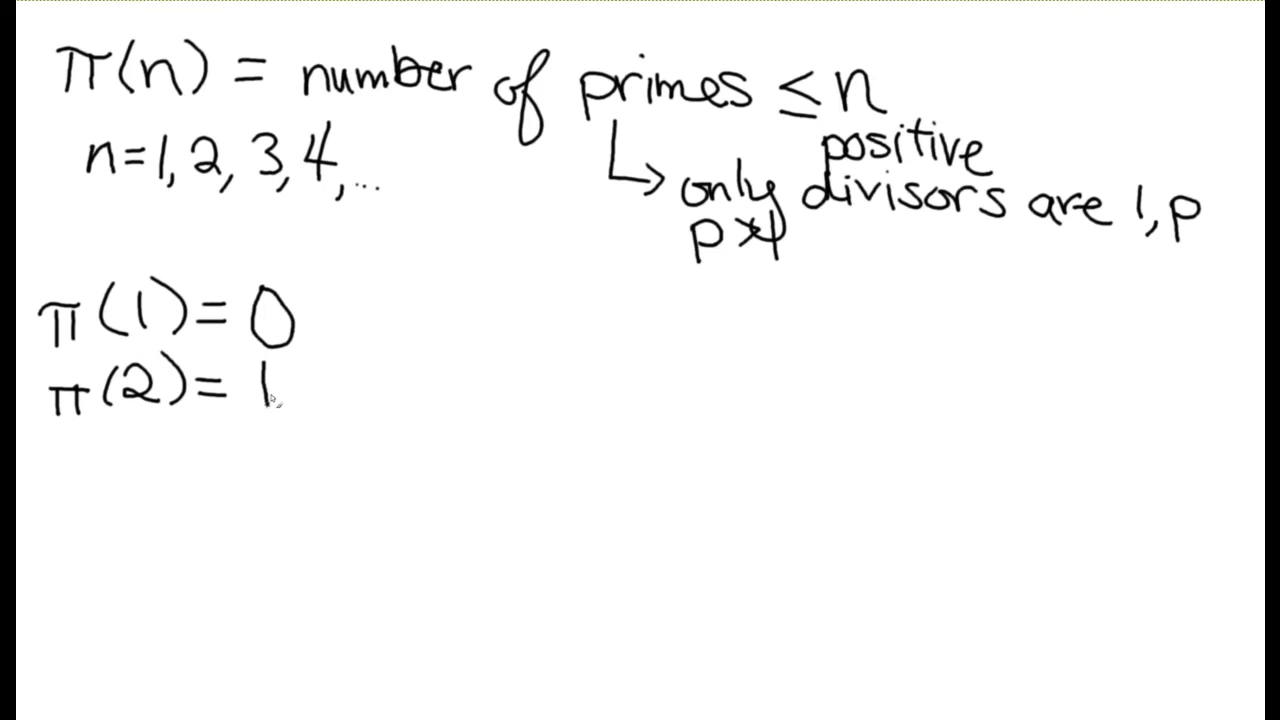 π(n) = number of primes ≤ n
n=1, 2, 3, 4, ...
positive
only divisors are 1, p
p ≯ 1
π(1) = 0
π(2) = 1